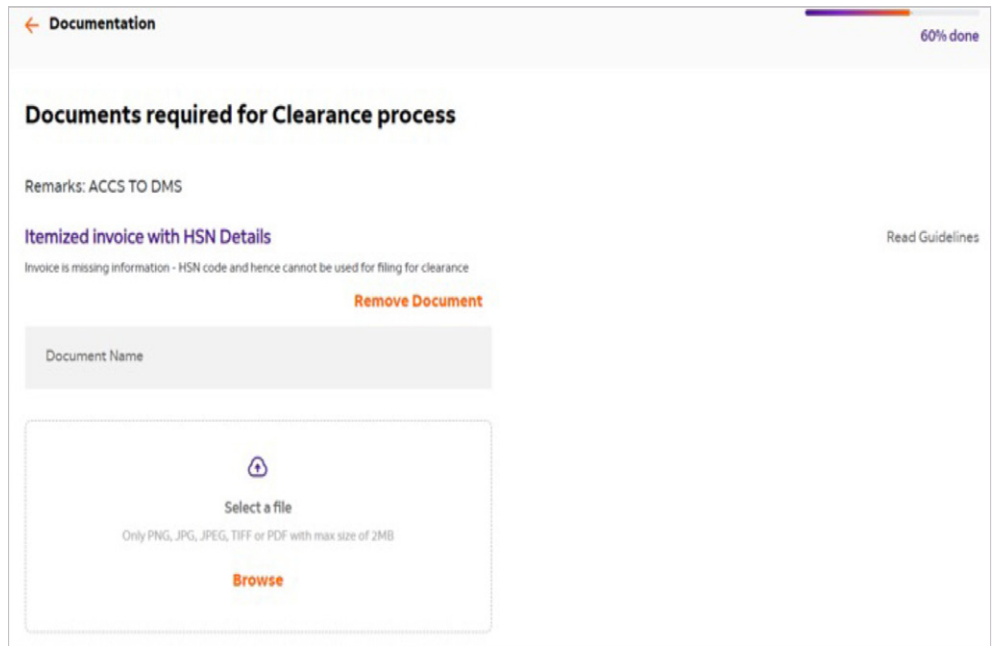 Documentation
60% done
Documents required for Clearance process
Remarks: ACCS TO DMS
Itemized invoice with HSN Details
Read Guidelines
Invoice is missing information - HSN code and hence cannot be used for filing for clearance
Remove Document
Document Name
Select a file
Only PNG, JPG, JPEG, TIFF or PDF with max size of 2MB
Browse